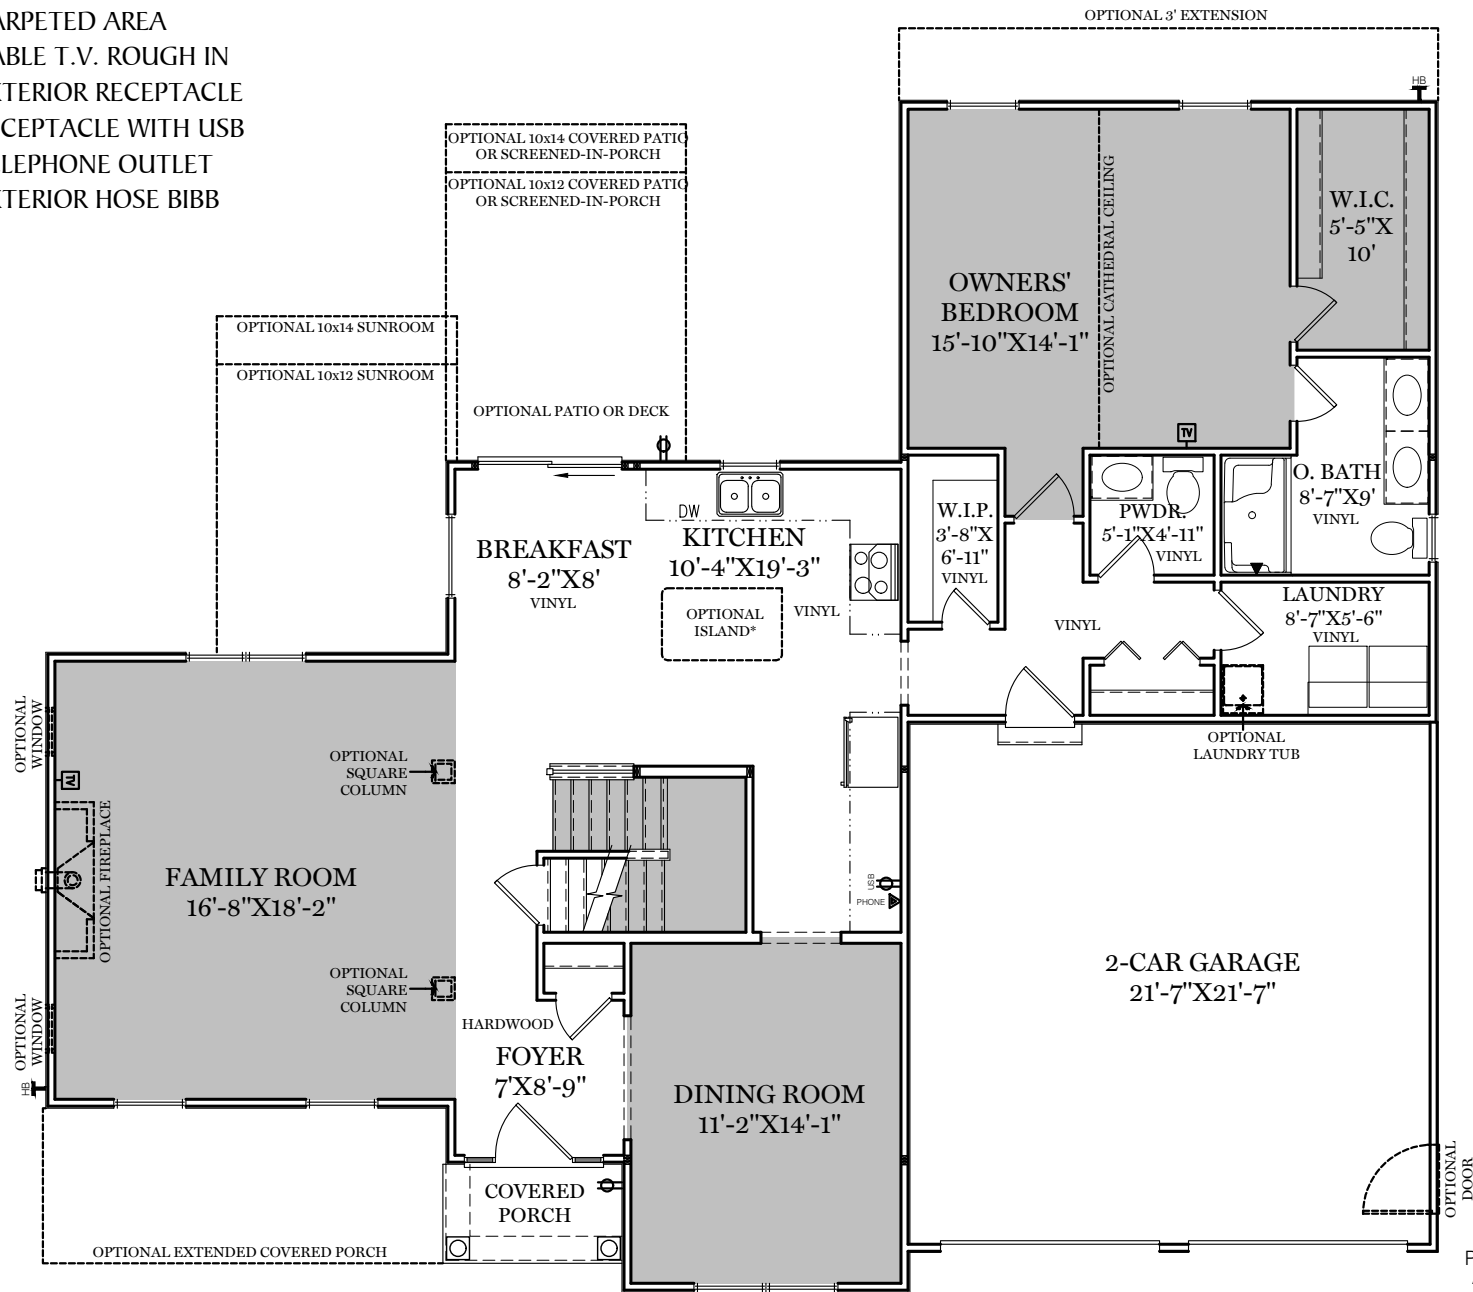 ARPETED AREA
ABLE T.V. ROUGH IN
TERIOR RECEPTACLE
CEPTACLE WITH USB
LEPHONE OUTLET
TERIOR HOSE BIBB
OPTIONAL 3' EXTENSION
HB
OPTIONAL 10x14 COVERED PATIO
OR SCREENED-IN-PORCH
OPTIONAL 10x12 COVERED PATIO
OR SCREENED-IN-PORCH
OPTIONAL CATHEDRAL CEILING
W.I.C.
5'-5"X
10'
OWNERS'
BEDROOM
15'-10"X14'-1"
OPTIONAL 10x14 SUNROOM
OPTIONAL 10x12 SUNROOM
OPTIONAL PATIO OR DECK
TV
O. BATH
8'-7"X9'
VINYL
DW
KITCHEN
10'-4"X19'-3"
VINYL
BREAKFAST
8'-2"X8'
VINYL
OPTIONAL
ISLAND*
W.I.P.
3'-8"X
6'-11"
VINYL
PWDR.
5'-1"X4'-11"
VINYL
VINYL
LAUNDRY
8'-7"X5'-6"
VINYL
OPTIONAL
LAUNDRY TUB
OPTIONAL
WINDOW
TV
OPTIONAL
SQUARE
COLUMN
OPTIONAL FIREPLACE
FAMILY ROOM
16'-8"X18'-2"
USB
PHONE
OPTIONAL
SQUARE
COLUMN
2-CAR GARAGE
21'-7"X21'-7"
OPTIONAL
WINDOW
HB
HARDWOOD
FOYER
7'X8'-9"
DINING ROOM
11'-2"X14'-1"
OPTIONAL
DOOR
COVERED
PORCH
OPTIONAL EXTENDED COVERED PORCH